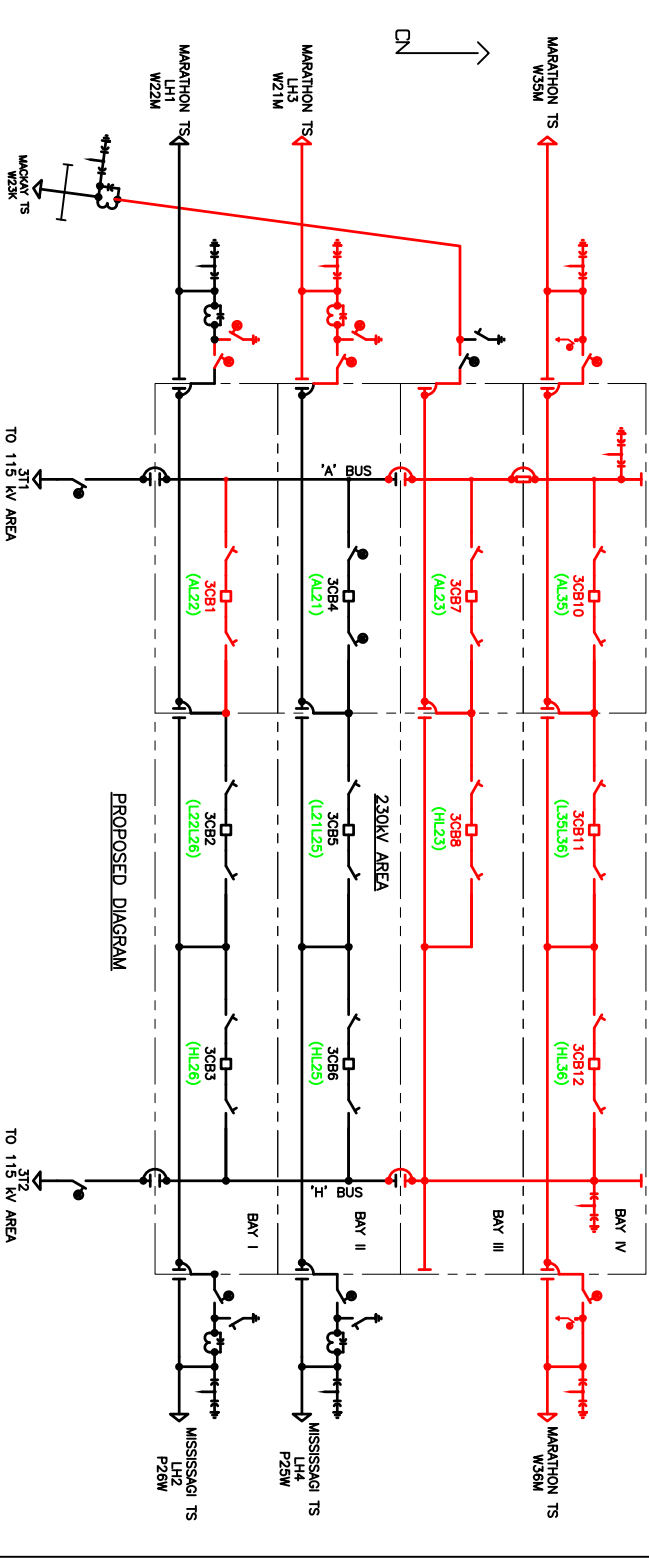 BAY IV
MARATHON TS
W35M
3CB10
(AL35)
3CB11
(L35L36)
3CB12
(HL36)
MARATHON TS
W36M
BAY III
3CB7
(AL23)
3CB8
(HL23)
CN
230kV AREA
BAY II
'A' BUS
'H' BUS
MARATHON TS
LH3
W21M
3CB4
(AL21)
3CB5
(L21L25)
3CB6
(HL25)
MISSISSAGI TS
LH4
P25W
BAY I
MARATHON TS
LH1
W22M
3CB1
(AL22)
3CB2
(L22L26)
3CB3
(HL26)
MISSISSAGI TS
LH2
P26W
PROPOSED DIAGRAM
MACKAY TS
W23K
3T1
TO 115 kV AREA
3T2
TO 115 kV AREA